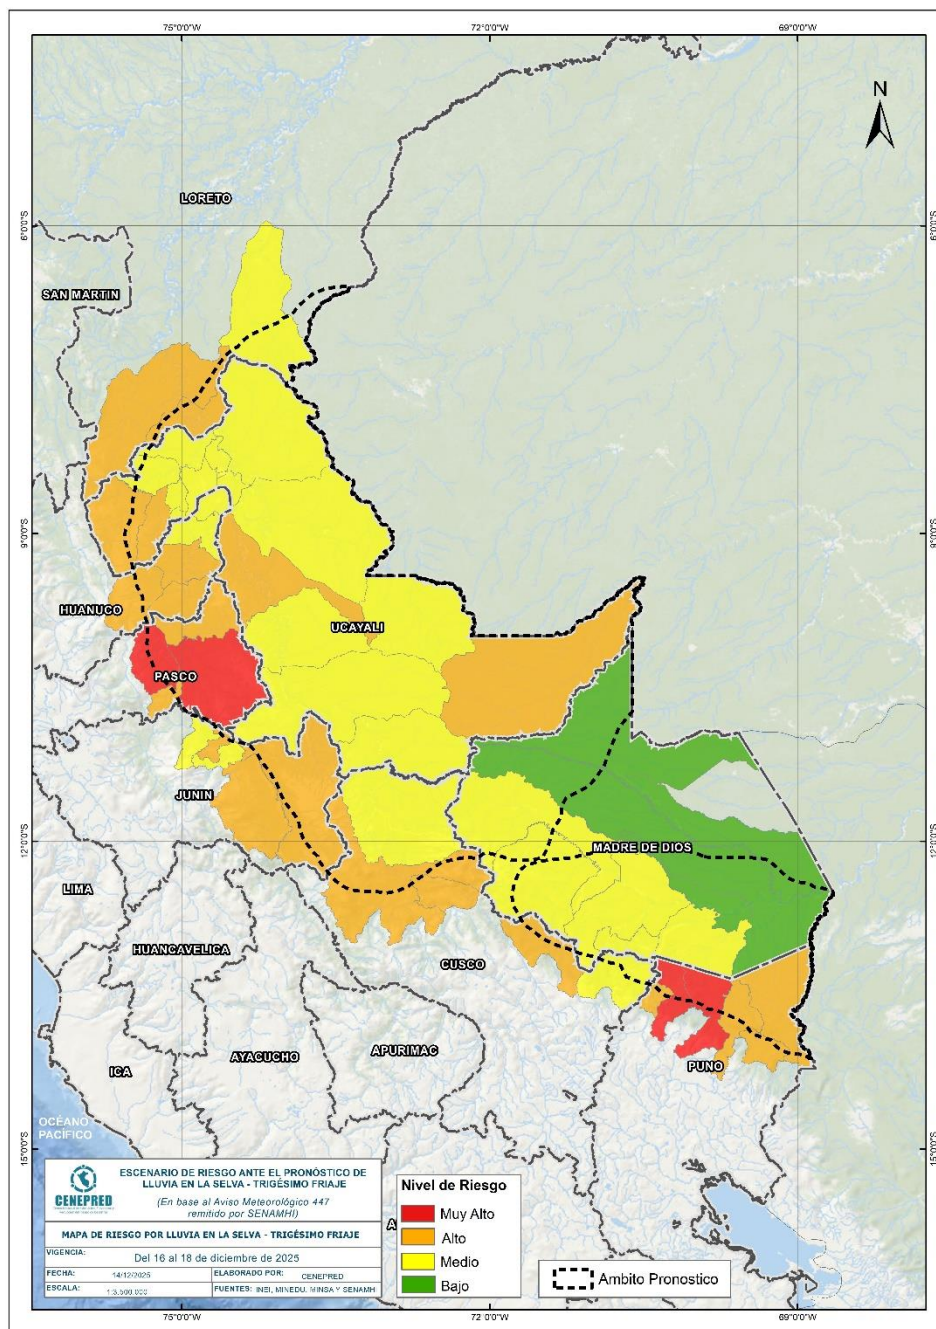 75°0'0"O
72°0'0"O
69°0'0"O
N
LORETO
6°0'0"S
6°0'0"S
SAN MARTIN
9°0'0"S
9°0'0"S
HUANUCO
UCAYALI
PASCO
JUNIN
12°0'0"S
12°0'0"S
MADRE DE DIOS
LIMA
HUANCAVELICA
CUSCO
AYACUCHO
APURIMAC
ICA
PUNO
OCÉANO
PACÍFICO
15°0'0"S
15°0'0"S
A
CENEPRED
ESCENARIO DE RIESGO ANTE EL PRONÓSTICO DE
LLUVIA EN LA SELVA - TRIGÉSIMO FRIAJE
(En base al Aviso Meteorológico 447
remitido por SENAMHI)
MAPA DE RIESGO POR LLUVIA EN LA SELVA - TRIGÉSIMO FRIAJE
VIGENCIA:
Del 16 al 18 de diciembre de 2025
FECHA:
14/12/2025
ELABORADO POR:
CENEPRED
ESCALA:
1:3,500,000
FUENTES: INEI, MINEDU, MINSA Y SENAMH
Nivel de Riesgo
Muy Alto
Alto
Medio
Bajo
Ambito Pronostico
75°0'0"O
72°0'0"O
69°0'0"O